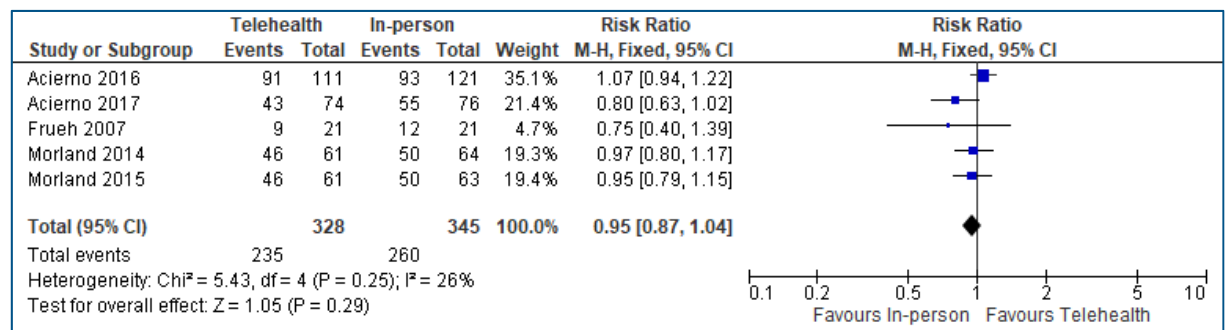 Telehealth In-person Risk Ratio Risk Ratio
Study or Subgroup Events Total Events Total Weight M-H, Fixed, 95% CI M-H, Fixed, 95% CI
Acierno 2016 91 111 93 121 35.1% 1.07 [0.94, 1.22]
Acierno 2017 43 74 55 76 21.4% 0.80 [0.63, 1.02]
Frueh 2007 9 21 12 21 4.7% 0.75 [0.40, 1.39]
Morland 2014 46 61 50 64 19.3% 0.97 [0.80, 1.17]
Morland 2015 46 61 50 63 19.4% 0.95 [0.79, 1.15]
Total (95% CI) 328 345 100.0% 0.95 [0.87, 1.04]
Total events 235 260
Heterogeneity: Chi² = 5.43, df = 4 (P = 0.25); I² = 26%
Test for overall effect: Z = 1.05 (P = 0.29)
0.1 0.2 0.5 1 2 5 10
Favours In-person Favours Telehealth